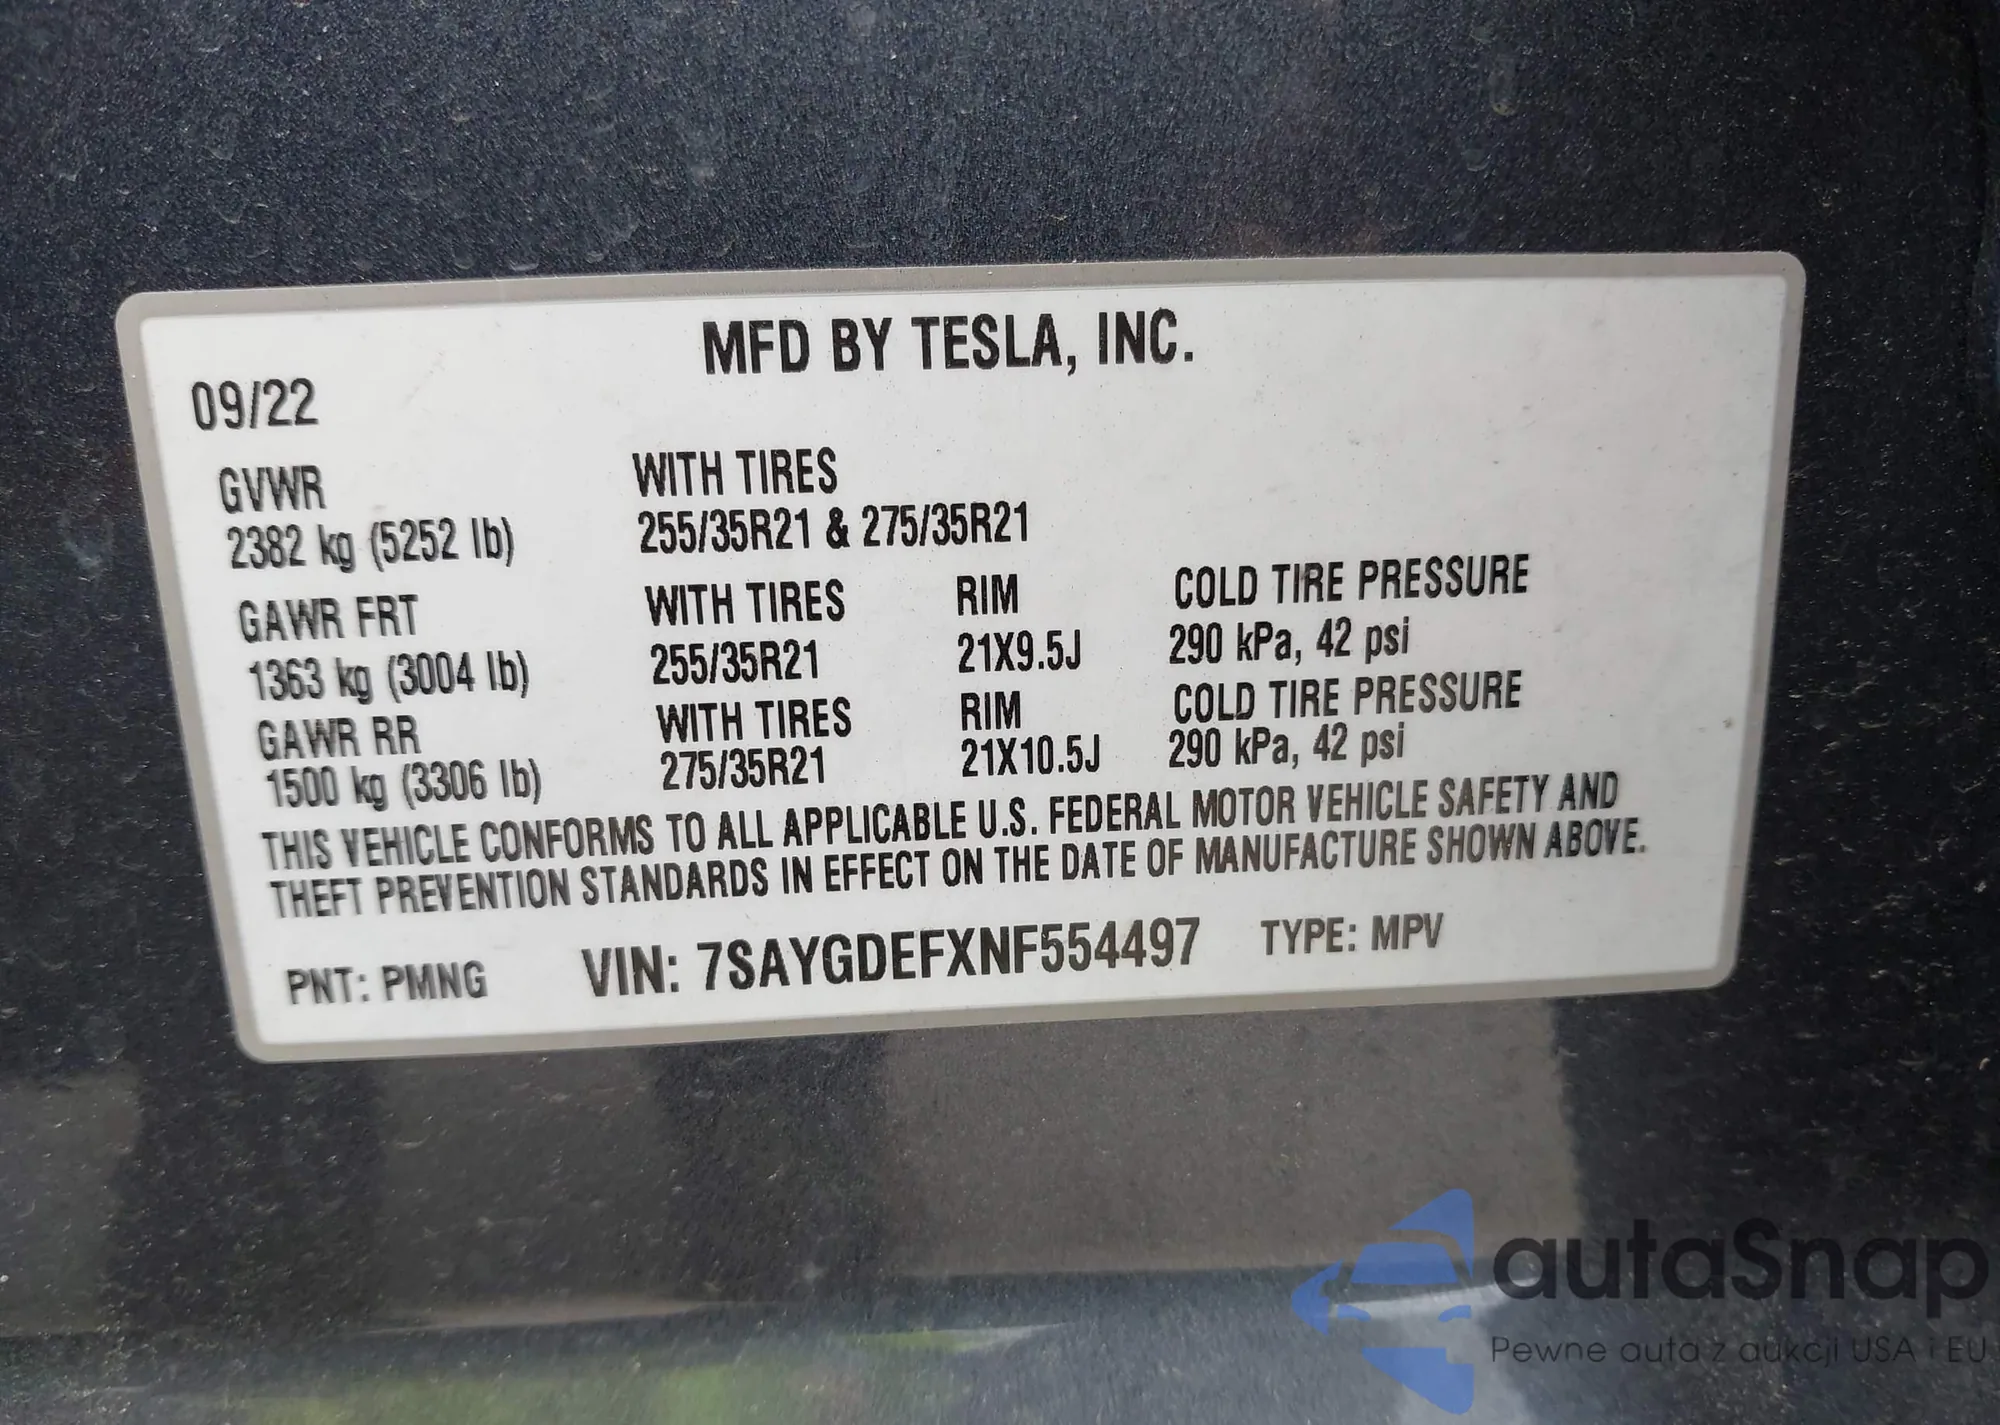 MFD BY TESLA, INC.
09/22
GVWR WITH TIRES
2382 kg (5252 lb) 255/35R21 & 275/35R21
GAWR FRT WITH TIRES RIM COLD TIRE PRESSURE
1363 kg (3004 lb) 255/35R21 21X9.5J 290 kPa, 42 psi
GAWR RR WITH TIRES RIM COLD TIRE PRESSURE
1500 kg (3306 lb) 275/35R21 21X10.5J 290 kPa, 42 psi
THIS VEHICLE CONFORMS TO ALL APPLICABLE U.S. FEDERAL MOTOR VEHICLE SAFETY AND
THEFT PREVENTION STANDARDS IN EFFECT ON THE DATE OF MANUFACTURE SHOWN ABOVE.
PNT: PMNG VIN: 7SAYGDEFXNF554497 TYPE: MPV
autaSnap
Pewne auta z aukcji USA i EU